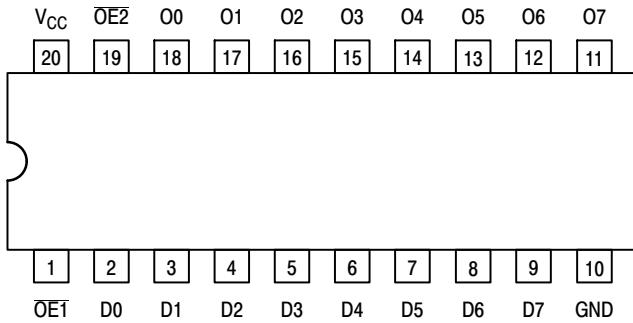 VCC OE2 O0 O1 O2 O3 O4 O5 O6 O7
20 19 18 17 16 15 14 13 12 11
1 2 3 4 5 6 7 8 9 10
OE1 D0 D1 D2 D3 D4 D5 D6 D7 GND